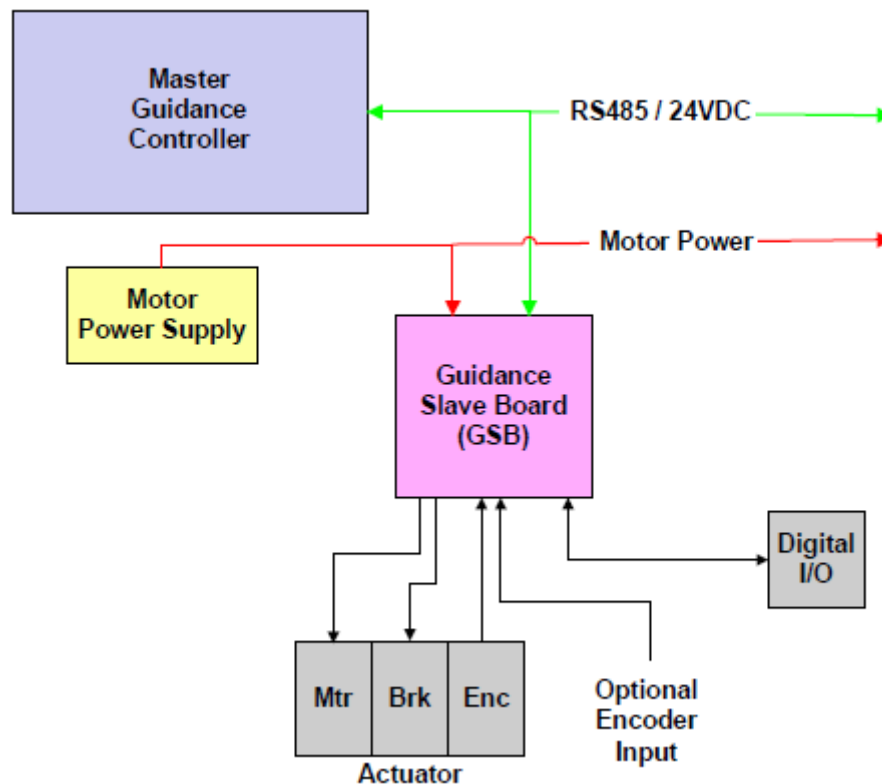 Master
Guidance
Controller
RS485 / 24VDC
Motor Power
Motor
Power Supply
Guidance
Slave Board
(GSB)
Digital
I/O
Mtr
Brk
Enc
Optional
Encoder
Input
Actuator